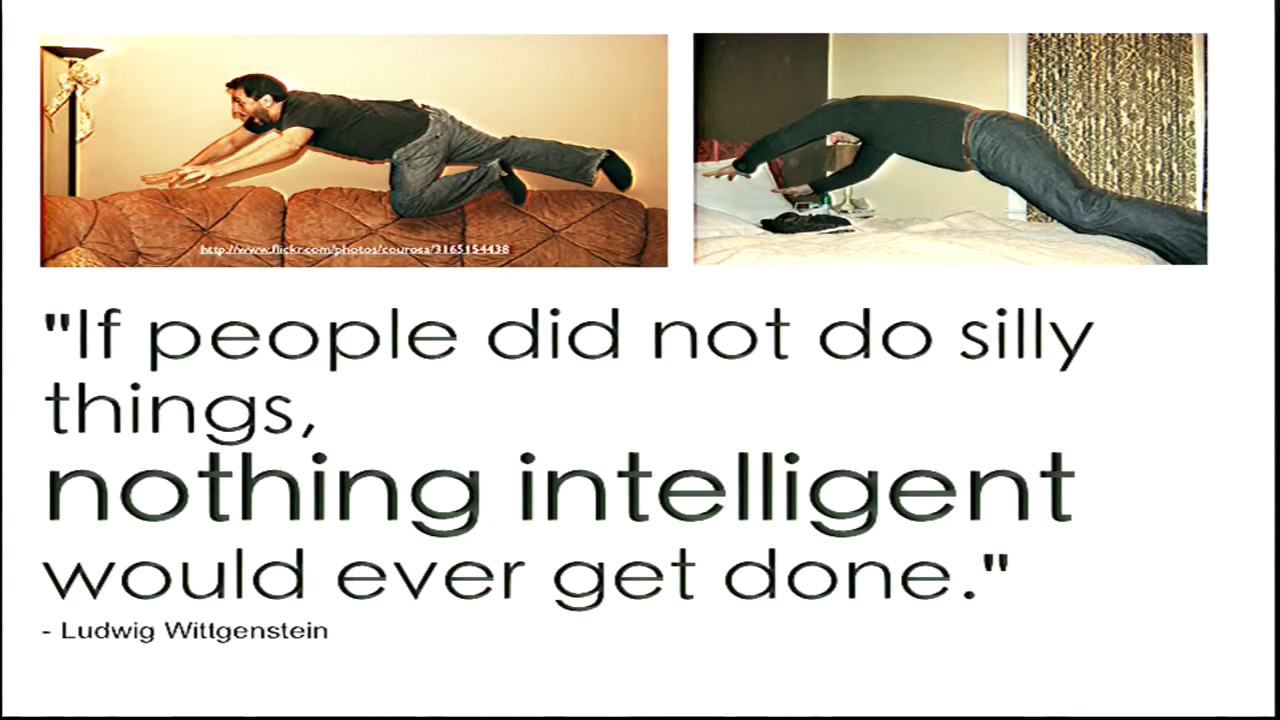 http://www.flickr.com/photos/courosa/3165154438
"If people did not do silly
things,
nothing intelligent
would ever get done."
- Ludwig Wittgenstein